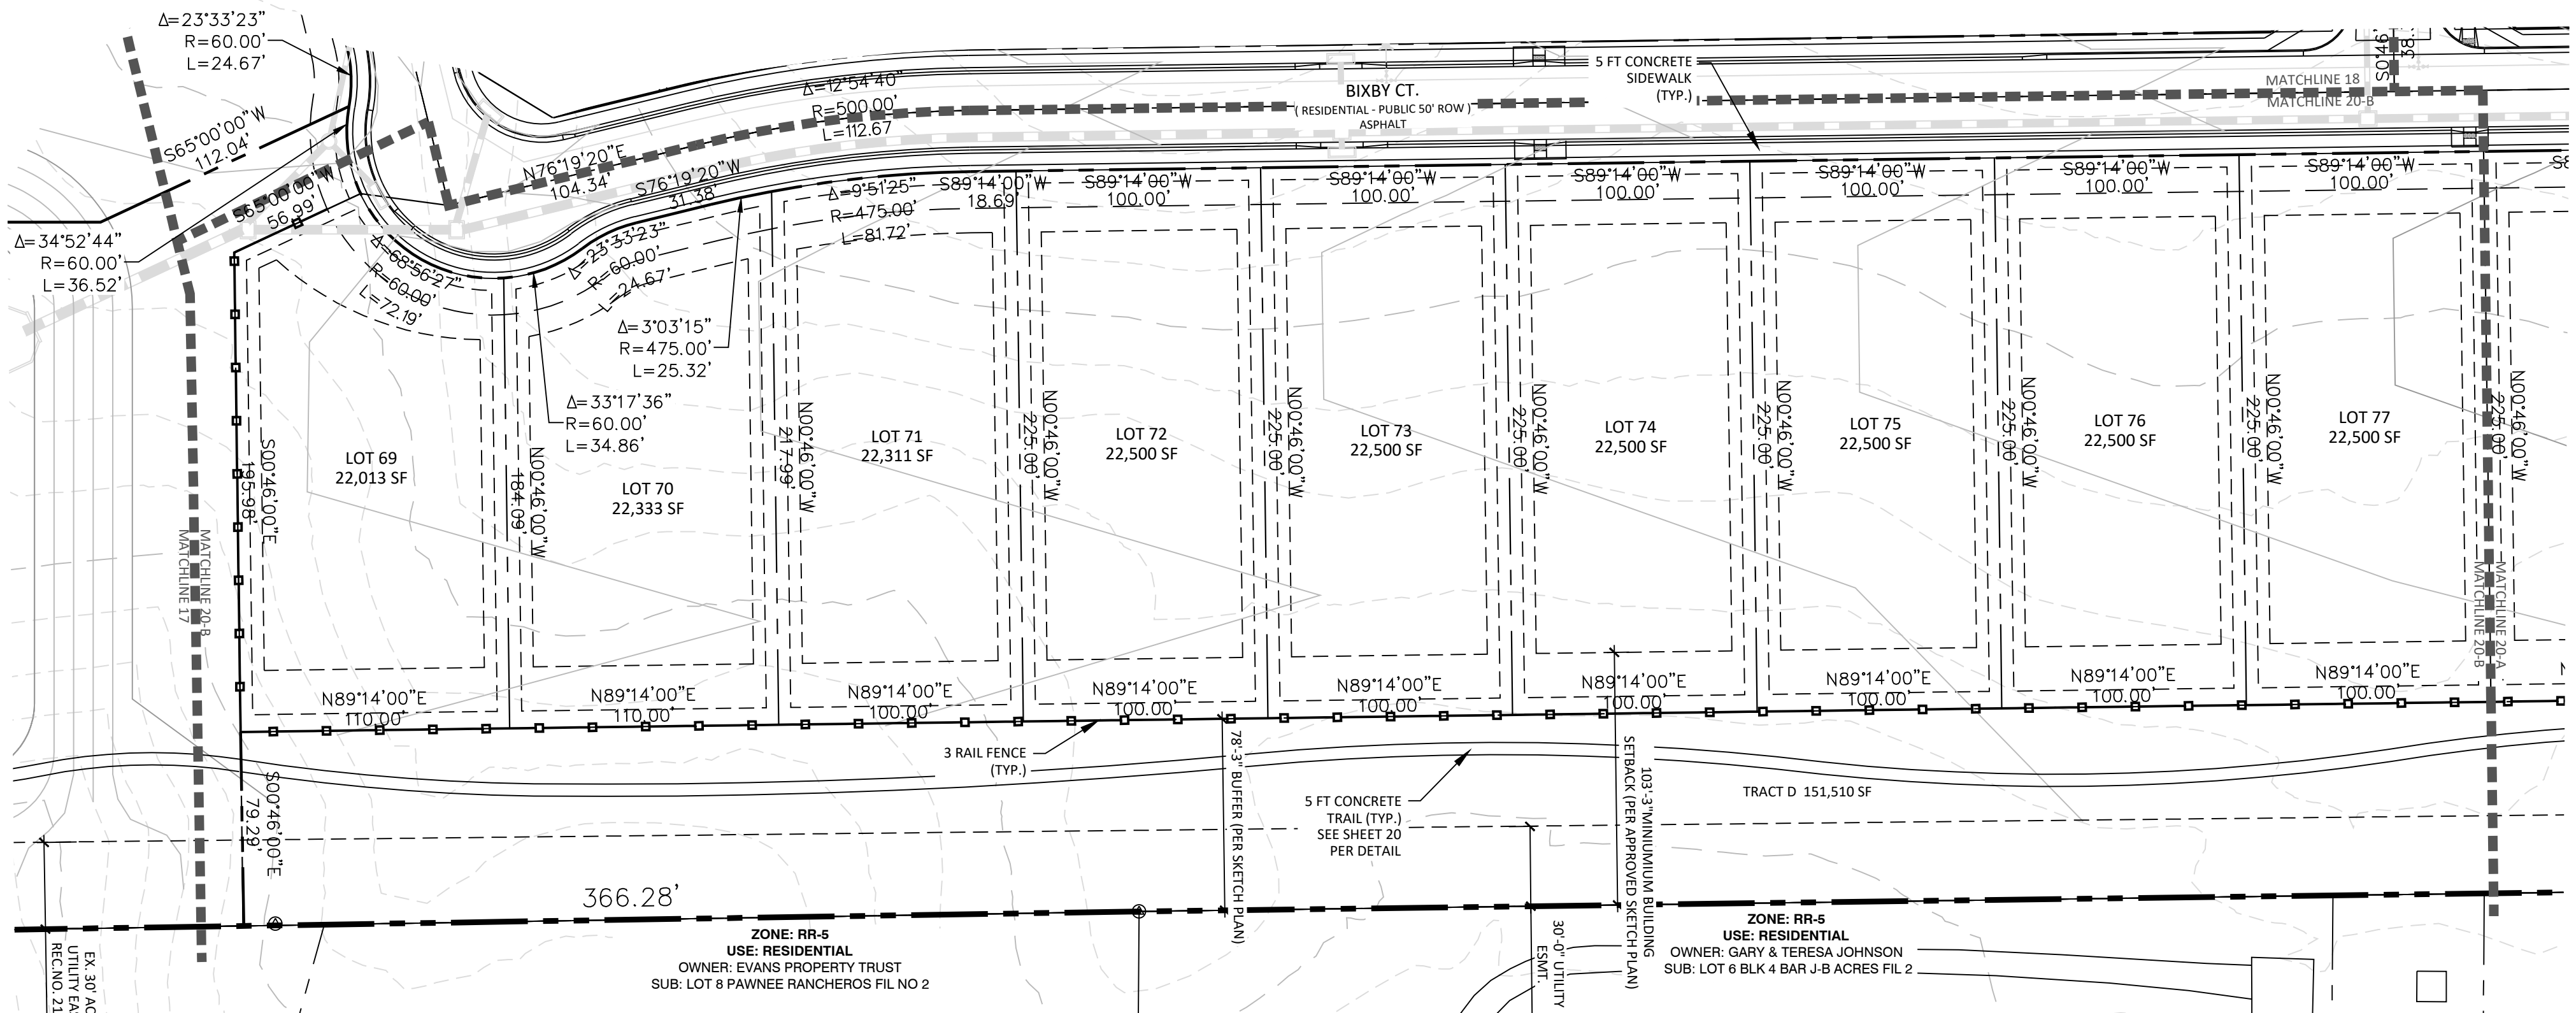 Δ=23°33'23"
R=60.00'
L=24.67'
S65°00'00"W
112.04'
S65°00'00"W
56.99'
Δ=34°52'44"
R=60.00'
L=36.52'
Δ=68°56'27"
R=60.00'
L=72.19'
N76°19'20"E
104.34'
S76°19'20"W
31.38'
Δ=23°33'23"
R=60.00'
L=24.67'
Δ=12°54'40"
R=500.00'
L=112.67
Δ=9°51'25"
R=475.00'
L=81.72'
Δ=3°03'15"
R=475.00'
L=25.32'
Δ=33°17'36"
R=60.00'
L=34.86'
BIXBY CT.
( RESIDENTIAL - PUBLIC 50' ROW )
ASPHALT
5 FT CONCRETE
SIDEWALK
(TYP.)
MATCHLINE 18
MATCHLINE 20-B
S89°14'00"W
18.69'
S89°14'00"W
100.00'
S89°14'00"W
100.00'
S89°14'00"W
100.00'
S89°14'00"W
100.00'
S89°14'00"W
100.00'
S89°14'00"W
100.00'
S00°46'00"E
195.98'
LOT 69
22,013 SF
N00°46'00"W
184.09'
LOT 70
22,333 SF
N00°46'00"W
217.99'
LOT 71
22,311 SF
N00°46'00"W
225.00'
LOT 72
22,500 SF
N00°46'00"W
225.00'
LOT 73
22,500 SF
N00°46'00"W
225.00'
LOT 74
22,500 SF
N00°46'00"W
225.00'
LOT 75
22,500 SF
N00°46'00"W
225.00'
LOT 76
22,500 SF
N00°46'00"W
225.00'
LOT 77
22,500 SF
N00°46'00"W
225.00'
MATCHLINE 20-B
MATCHLINE 17
MATCHLINE 20-A
MATCHLINE 20-B
N89°14'00"E
110.00'
N89°14'00"E
110.00'
N89°14'00"E
100.00'
N89°14'00"E
100.00'
N89°14'00"E
100.00'
N89°14'00"E
100.00'
N89°14'00"E
100.00'
N89°14'00"E
100.00'
N89°14'00"E
100.00'
3 RAIL FENCE
(TYP.)
S00°46'00"E
79.29'
78'-3" BUFFER (PER SKETCH PLAN)
5 FT CONCRETE
TRAIL (TYP.)
SEE SHEET 20
PER DETAIL
103'-3"MINIUMIUM BUILDING
SETBACK (PER APPROVED SKETCH PLAN)
TRACT D 151,510 SF
366.28'
ZONE: RR-5
USE: RESIDENTIAL
OWNER: EVANS PROPERTY TRUST
SUB: LOT 8 PAWNEE RANCHEROS FIL NO 2
30'-0" UTILITY
ESMT.
ZONE: RR-5
USE: RESIDENTIAL
OWNER: GARY & TERESA JOHNSON
SUB: LOT 6 BLK 4 BAR J-B ACRES FIL 2
EX. 30' AC
UTILITY EA
REC.NO. 21